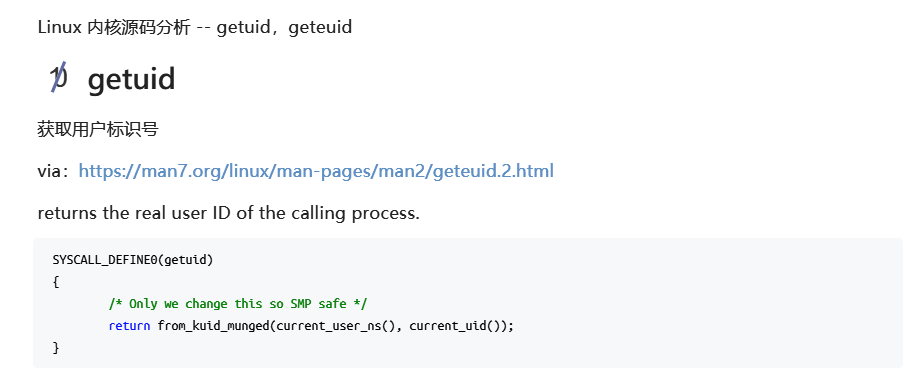 Linux 内核源码分析 -- getuid，geteuid
10 getuid
获取用户标识号
via：https://man7.org/linux/man-pages/man2/geteuid.2.html
returns the real user ID of the calling process.
SYSCALL_DEFINE0(getuid)
{
        /* Only we change this so SMP safe */
        return from_kuid_munged(current_user_ns(), current_uid());
}